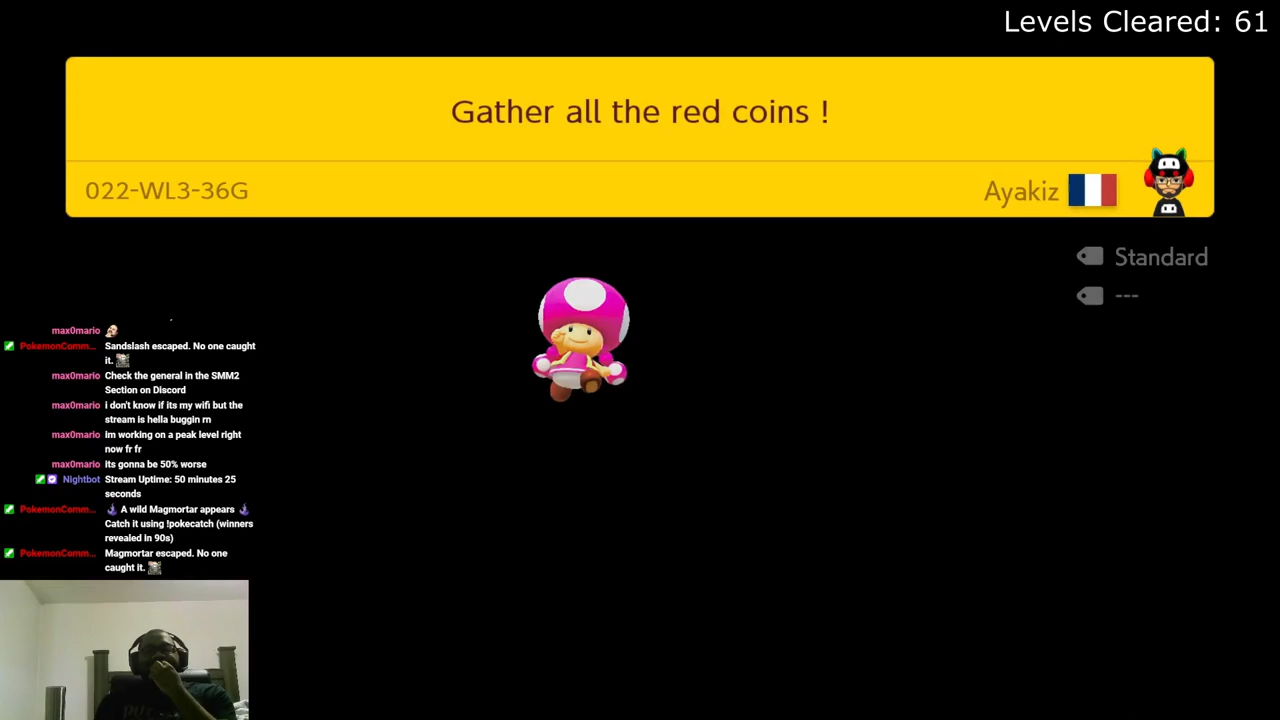 Levels Cleared: 61
Gather all the red coins !
022-WL3-36G
Ayakiz
Standard
---
max0mario
PokemonComm... Sandslash escaped. No one caught
it.
max0mario Check the general in the SMM2
Section on Discord
max0mario i don't know if its my wifi but the
stream is hella buggin rn
max0mario im working on a peak level right
now fr fr
max0mario its gonna be 50% worse
Nightbot Stream Uptime: 50 minutes 25
seconds
PokemonComm... A wild Magmortar appears
Catch it using !pokecatch (winners
revealed in 90s)
PokemonComm... Magmortar escaped. No one
caught it.